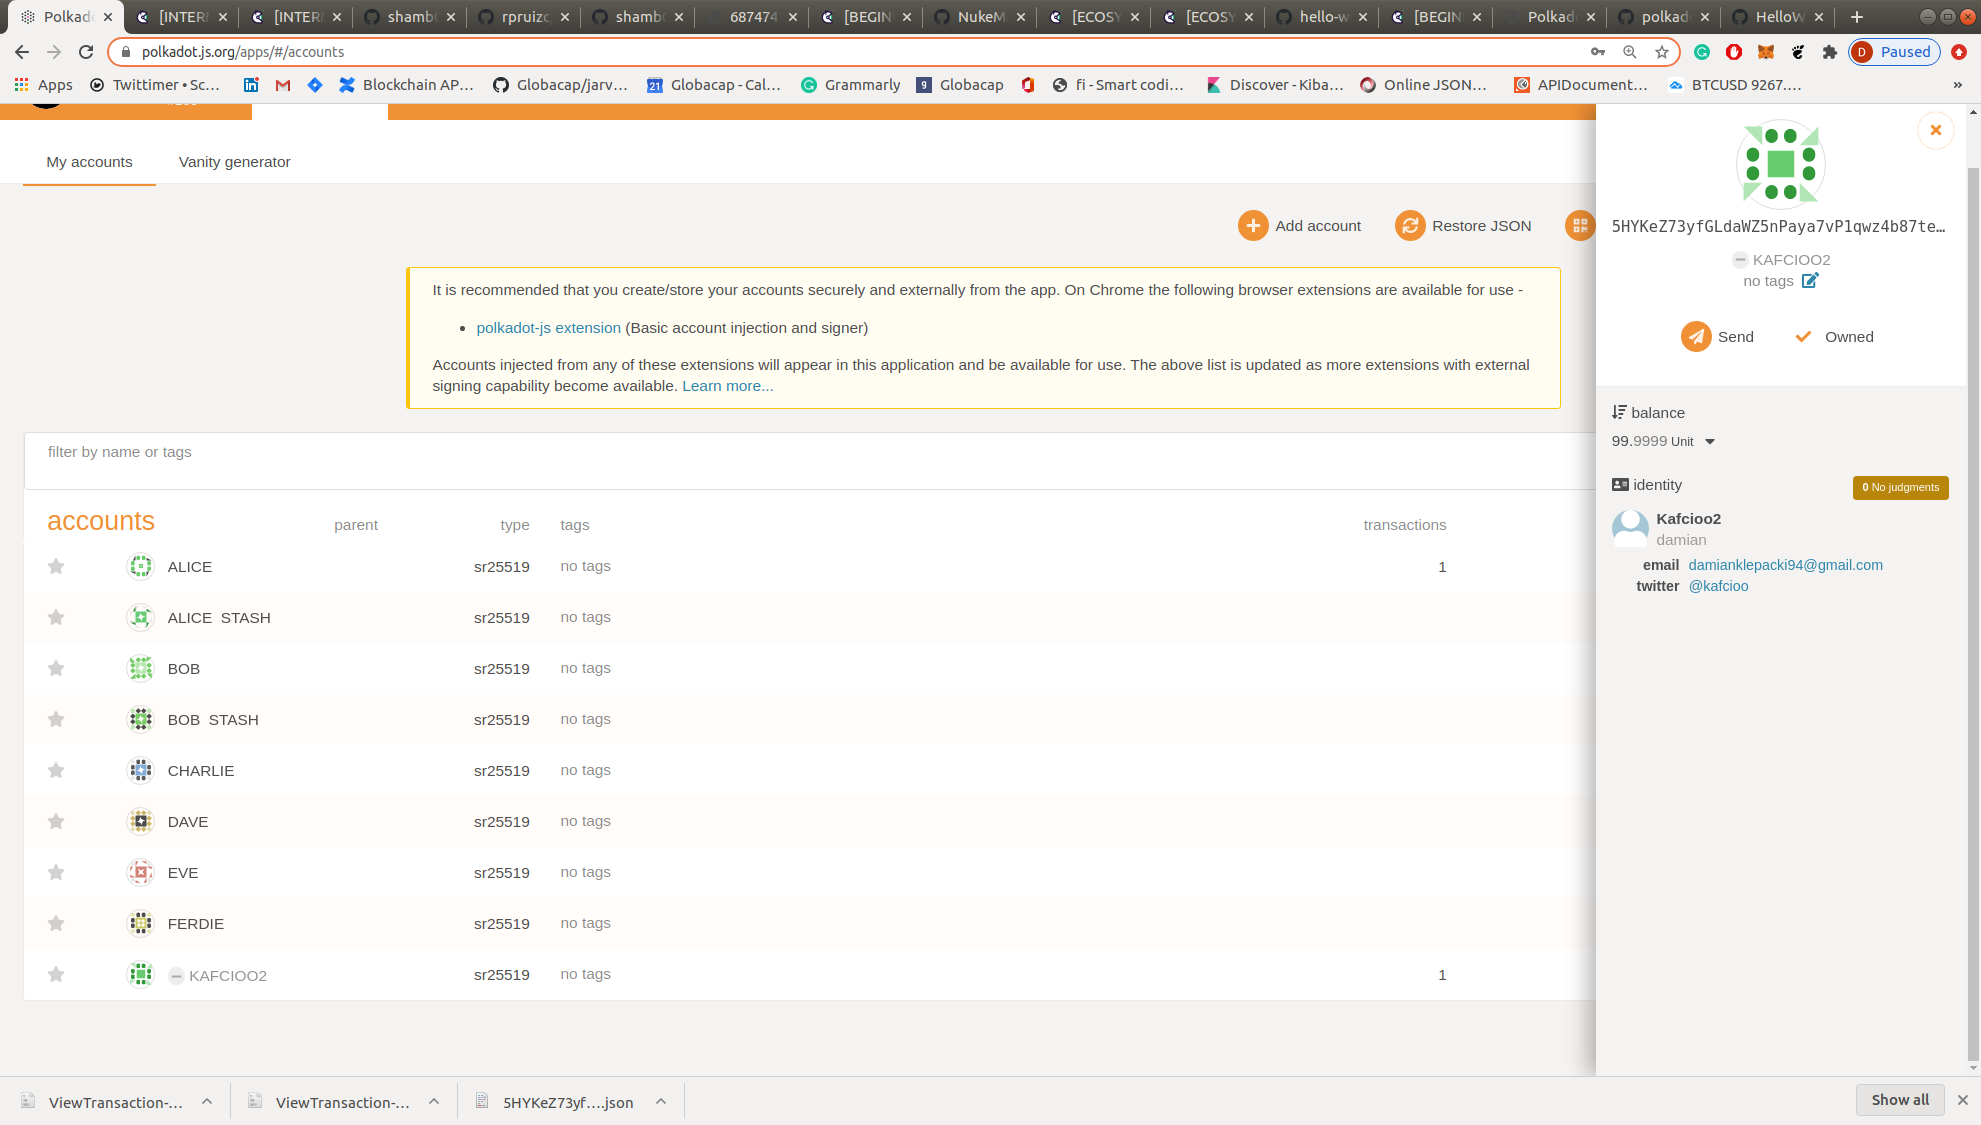 Polkad
[INTER
[INTER
shamb
rpruizc
shamb
687474
[BEGIN
NukeM
[ECOSY
[ECOSY
hello-w
[BEGIN
Polkad
polkad
HelloW
polkadot.js.org/apps/#/accounts
D Paused
Apps
Twittimer • Sc...
Blockchain AP...
Globacap/jarv...
21 Globacap - Cal...
Grammarly
g Globacap
fi - Smart codi...
Discover - Kiba...
Online JSON...
APIDocument...
BTCUSD 9267....
»
My accounts
Vanity generator
Add account
Restore JSON
It is recommended that you create/store your accounts securely and externally from the app. On Chrome the following browser extensions are available for use -
• polkadot-js extension (Basic account injection and signer)
Accounts injected from any of these extensions will appear in this application and be available for use. The above list is updated as more extensions with external
signing capability become available. Learn more...
filter by name or tags
accounts parent type tags transactions
ALICE sr25519 no tags 1
ALICE STASH sr25519 no tags
BOB sr25519 no tags
BOB STASH sr25519 no tags
CHARLIE sr25519 no tags
DAVE sr25519 no tags
EVE sr25519 no tags
FERDIE sr25519 no tags
KAFCIOO2 sr25519 no tags 1
5HYKeZ73yfGLdaWZ5nPaya7vP1qwz4b87te…
KAFCIOO2
no tags
Send
Owned
balance
99.9999 Unit
identity
0 No judgments
Kafcioo2
damian
email damianklepacki94@gmail.com
twitter @kafcioo
ViewTransaction-...
ViewTransaction-...
5HYKeZ73yf....json
Show all